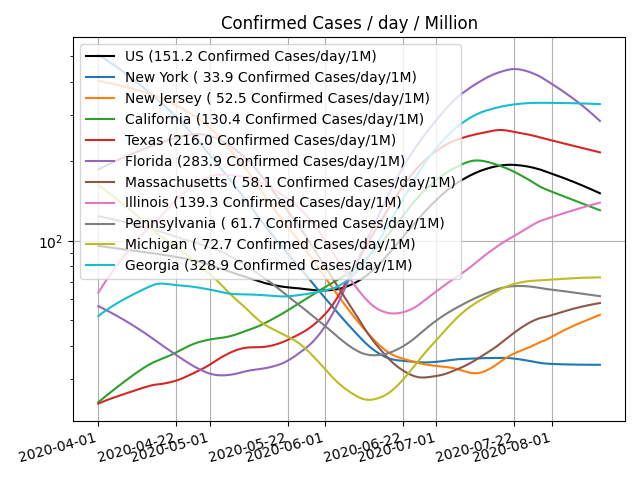 Confirmed Cases / day / Million
US (151.2 Confirmed Cases/day/1M)
New York ( 33.9 Confirmed Cases/day/1M)
New Jersey ( 52.5 Confirmed Cases/day/1M)
California (130.4 Confirmed Cases/day/1M)
Texas (216.0 Confirmed Cases/day/1M)
Florida (283.9 Confirmed Cases/day/1M)
Massachusetts ( 58.1 Confirmed Cases/day/1M)
Illinois (139.3 Confirmed Cases/day/1M)
Pennsylvania ( 61.7 Confirmed Cases/day/1M)
Michigan ( 72.7 Confirmed Cases/day/1M)
Georgia (328.9 Confirmed Cases/day/1M)
10²
2020-04-01
2020-04-22
2020-05-01
2020-05-22
2020-06-01
2020-06-22
2020-07-01
2020-07-22
2020-08-01